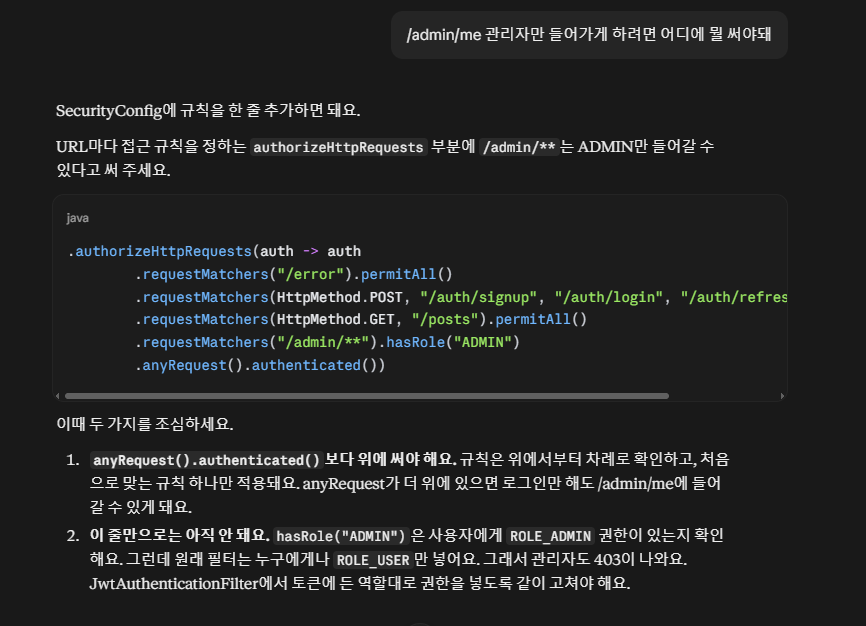 /admin/me 관리자만 들어가게 하려면 어디에 뭘 써야돼
SecurityConfig에 규칙을 한 줄 추가하면 돼요.
URL마다 접근 규칙을 정하는 authorizeHttpRequests 부분에 /admin/** 는 ADMIN만 들어갈 수
있다고 써 주세요.
java
.authorizeHttpRequests(auth -> auth
.requestMatchers("/error").permitAll()
.requestMatchers(HttpMethod.POST, "/auth/signup", "/auth/login", "/auth/refres
.requestMatchers(HttpMethod.GET, "/posts").permitAll()
.requestMatchers("/admin/**").hasRole("ADMIN")
.anyRequest().authenticated())
이때 두 가지를 조심하세요.
1. anyRequest().authenticated() 보다 위에 써야 해요. 규칙은 위에서부터 차례로 확인하고, 처음
으로 맞는 규칙 하나만 적용돼요. anyRequest가 더 위에 있으면 로그인만 해도 /admin/me에 들어
갈 수 있게 돼요.
2. 이 줄만으로는 아직 안 돼요. hasRole("ADMIN") 은 사용자에게 ROLE_ADMIN 권한이 있는지 확인
해요. 그런데 원래 필터는 누구에게나 ROLE_USER 만 넣어요. 그래서 관리자도 403이 나와요.
JwtAuthenticationFilter에서 토큰에 든 역할대로 권한을 넣도록 같이 고쳐야 해요.